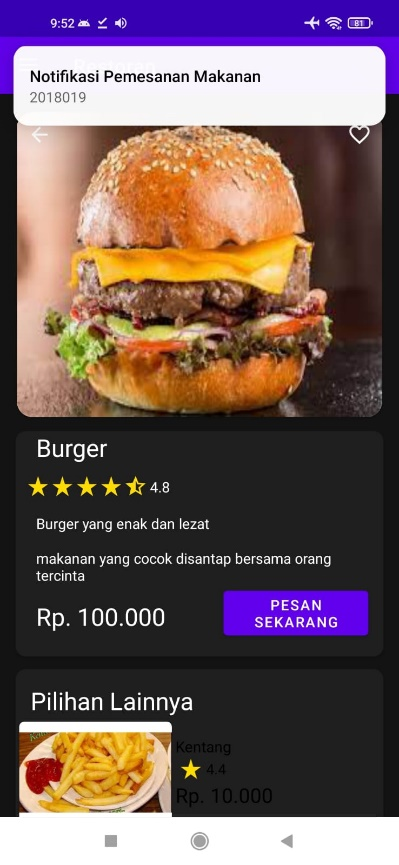 9:52
81
Notifikasi Pemesanan Makanan
2018019
Burger
4.8
Burger yang enak dan lezat
makanan yang cocok disantap bersama orang
tercinta
Rp. 100.000
PESAN
SEKARANG
Pilihan Lainnya
Kentang
4.4
Rp. 10.000